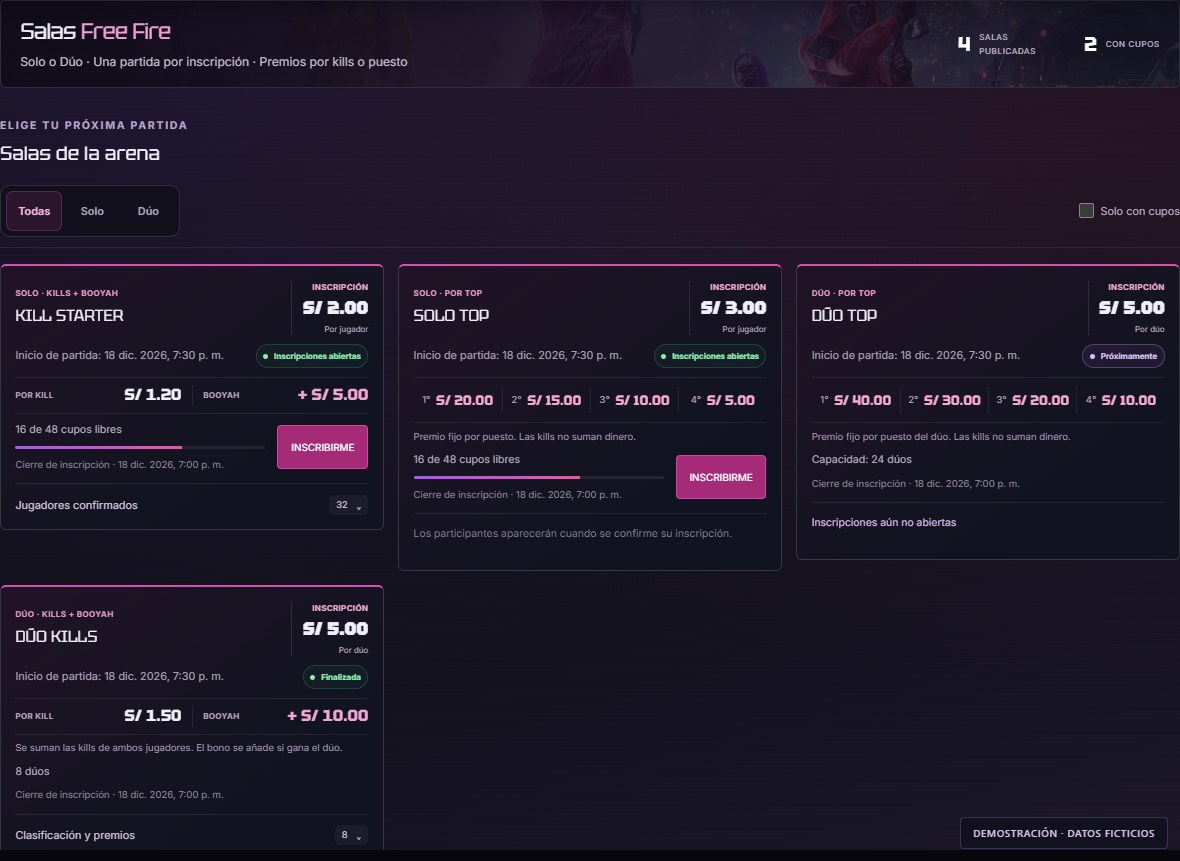 Salas Free Fire
Solo o Dúo · Una partida por inscripción · Premios por kills o puesto
4 SALAS PUBLICADAS
2 CON CUPOS
ELIGE TU PRÓXIMA PARTIDA
Salas de la arena
Todas Solo Dúo
Solo con cupos
SOLO · KILLS + BOOYAH
KILL STARTER
INSCRIPCIÓN
S/ 2.00
Por jugador
Inicio de partida: 18 dic. 2026, 7:30 p. m.
Inscripciones abiertas
POR KILL S/ 1.20 BOOYAH + S/ 5.00
16 de 48 cupos libres
Cierre de inscripción · 18 dic. 2026, 7:00 p. m.
INSCRIBIRME
Jugadores confirmados 32
SOLO · POR TOP
SOLO TOP
INSCRIPCIÓN
S/ 3.00
Por jugador
Inicio de partida: 18 dic. 2026, 7:30 p. m.
Inscripciones abiertas
1° S/ 20.00 2° S/ 15.00 3° S/ 10.00 4° S/ 5.00
Premio fijo por puesto. Las kills no suman dinero.
16 de 48 cupos libres
Cierre de inscripción · 18 dic. 2026, 7:00 p. m.
INSCRIBIRME
Los participantes aparecerán cuando se confirme su inscripción.
DÚO · POR TOP
DÚO TOP
INSCRIPCIÓN
S/ 5.00
Por dúo
Inicio de partida: 18 dic. 2026, 7:30 p. m.
Próximamente
1° S/ 40.00 2° S/ 30.00 3° S/ 20.00 4° S/ 10.00
Premio fijo por puesto del dúo. Las kills no suman dinero.
Capacidad: 24 dúos
Cierre de inscripción · 18 dic. 2026, 7:00 p. m.
Inscripciones aún no abiertas
DÚO · KILLS + BOOYAH
DÚO KILLS
INSCRIPCIÓN
S/ 5.00
Por dúo
Inicio de partida: 18 dic. 2026, 7:30 p. m.
Finalizada
POR KILL S/ 1.50 BOOYAH + S/ 10.00
Se suman las kills de ambos jugadores. El bono se añade si gana el dúo.
8 dúos
Cierre de inscripción · 18 dic. 2026, 7:00 p. m.
Clasificación y premios 8
DEMOSTRACIÓN · DATOS FICTICIOS